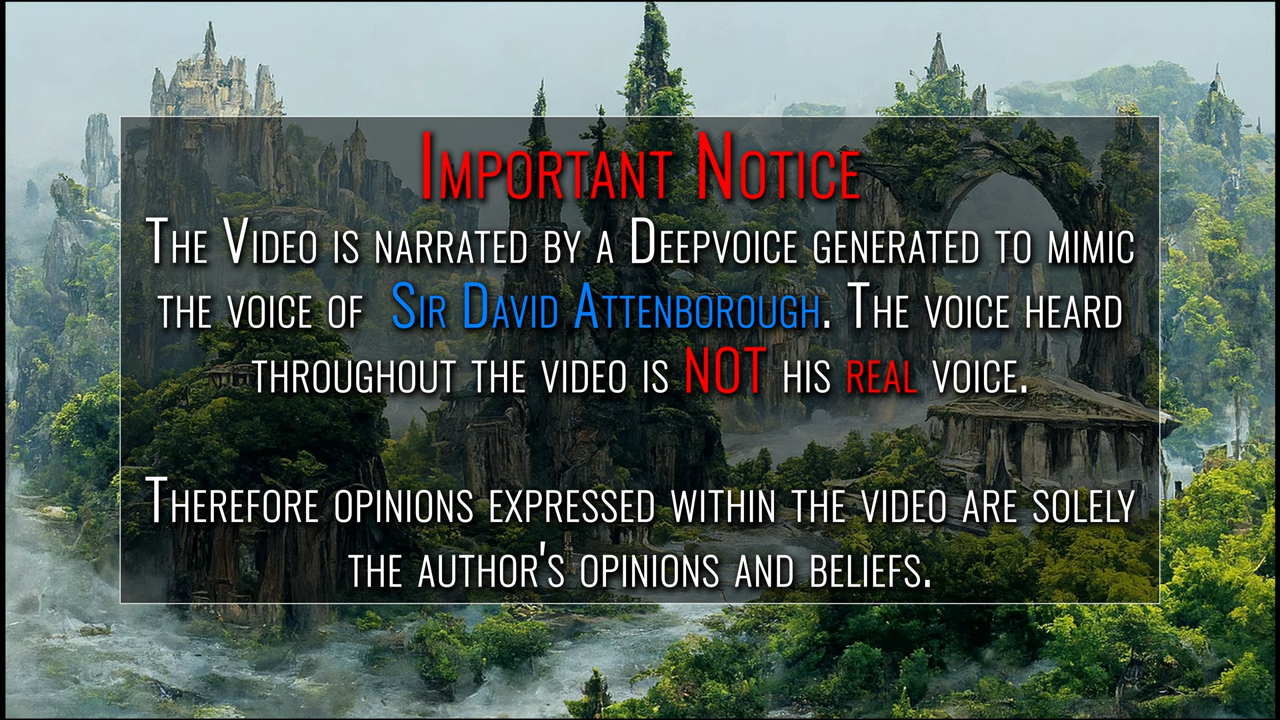 Important Notice
The Video is narrated by a Deepvoice generated to mimic
the voice of Sir David Attenborough. The voice heard
throughout the video is NOT his real voice.
Therefore opinions expressed within the video are solely
the author's opinions and beliefs.